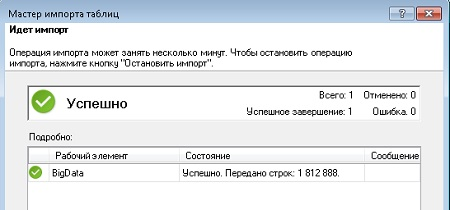 Мастер импорта таблиц
Идет импорт
Операция импорта может занять несколько минут. Чтобы остановить операцию
импорта, нажмите кнопку "Остановить импорт".
Успешно
Всего: 1 Отменено: 0
Успешное завершение: 1 Ошибка. 0
Подробно:
Рабочий элемент Состояние Сообщение
BigData Успешно. Передано строк: 1 812 888.